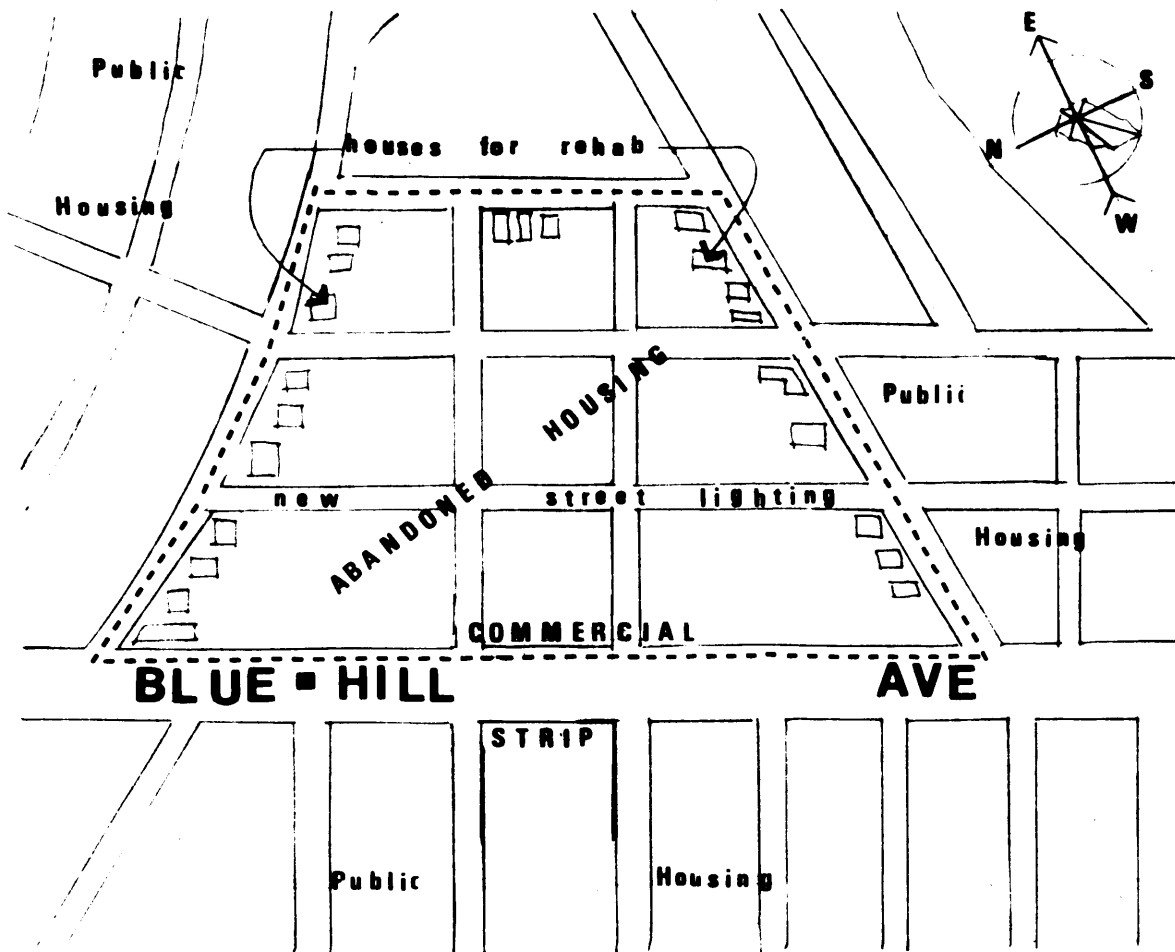 E
Public
S
houses for rehab
N
Housing
W
HOUSING
Public
ABANDONED
new street lighting
Housing
COMMERCIAL
BLUE ▪ HILL AVE
STRIP
Public Housing